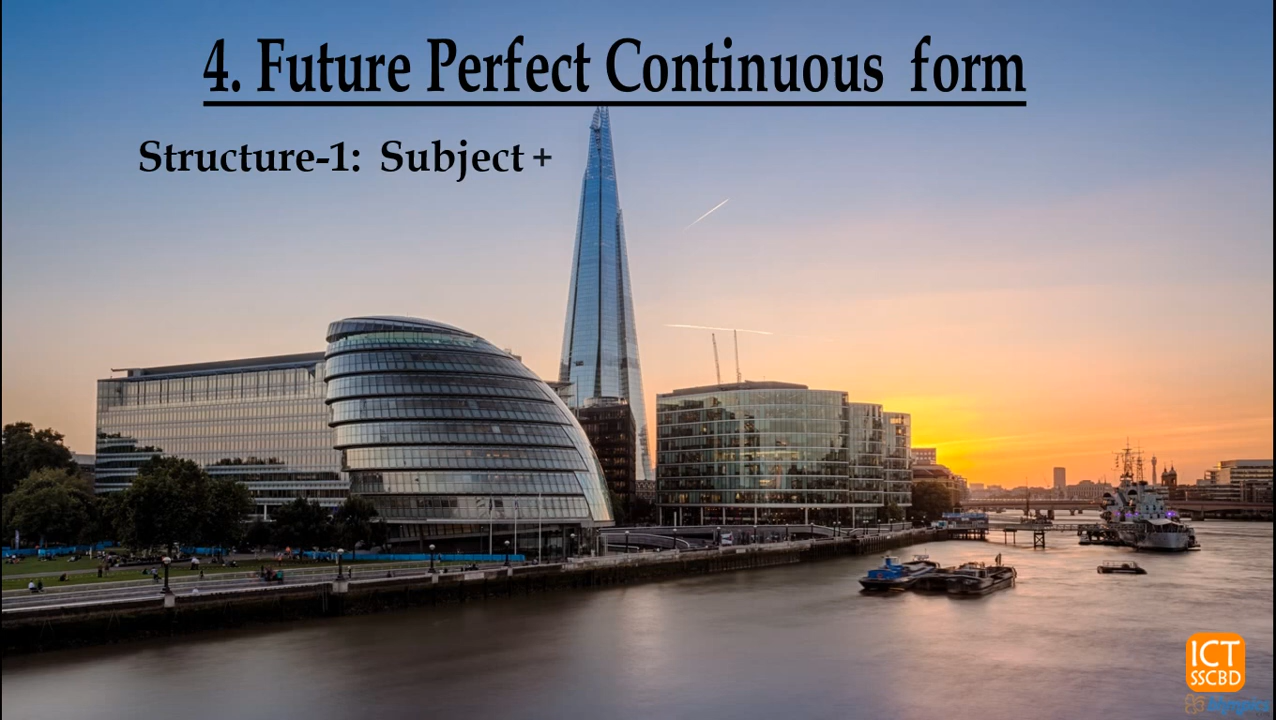 4. Future Perfect Continuous form
Structure-1: Subject +
ICT
SSCBD